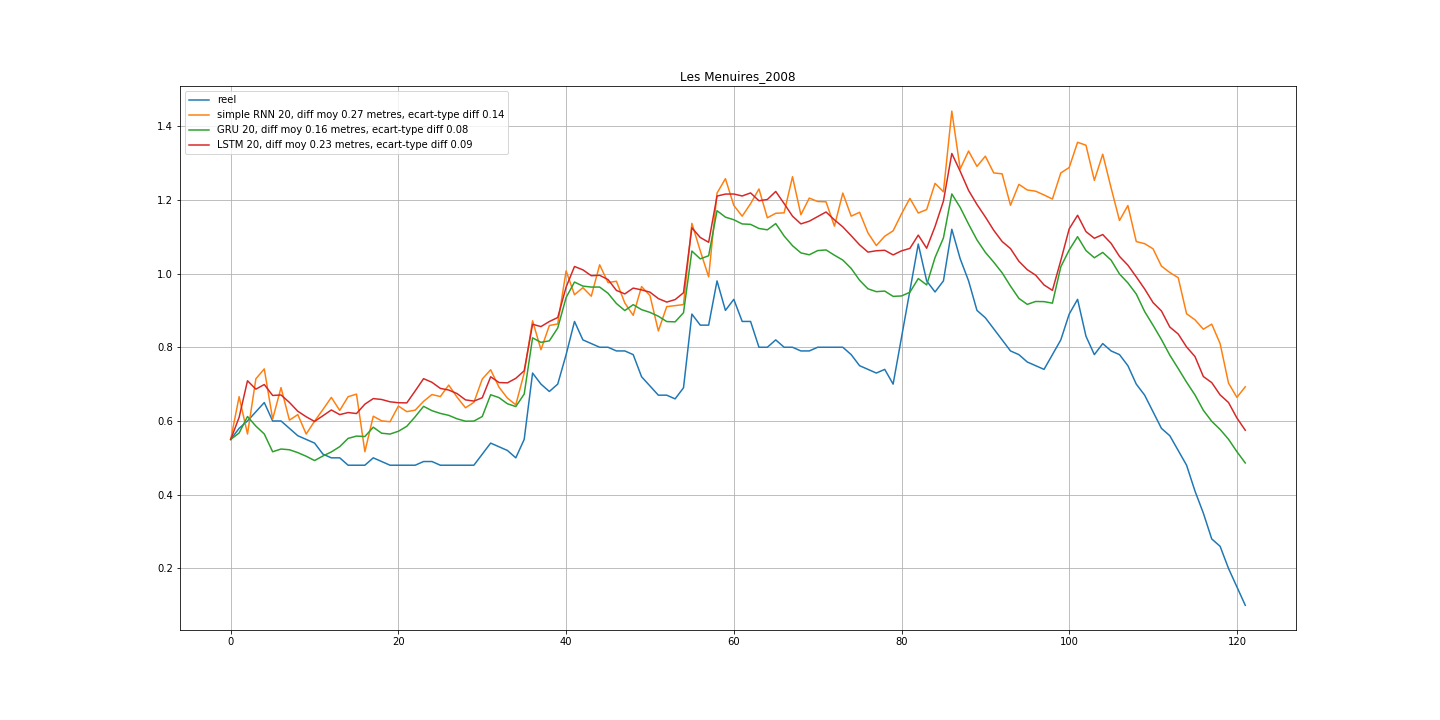 Les Menuires_2008
reel
simple RNN 20, diff moy 0.27 metres, ecart-type diff 0.14
GRU 20, diff moy 0.16 metres, ecart-type diff 0.08
LSTM 20, diff moy 0.23 metres, ecart-type diff 0.09
1.4
1.2
1.0
0.8
0.6
0.4
0.2
0 20 40 60 80 100 120